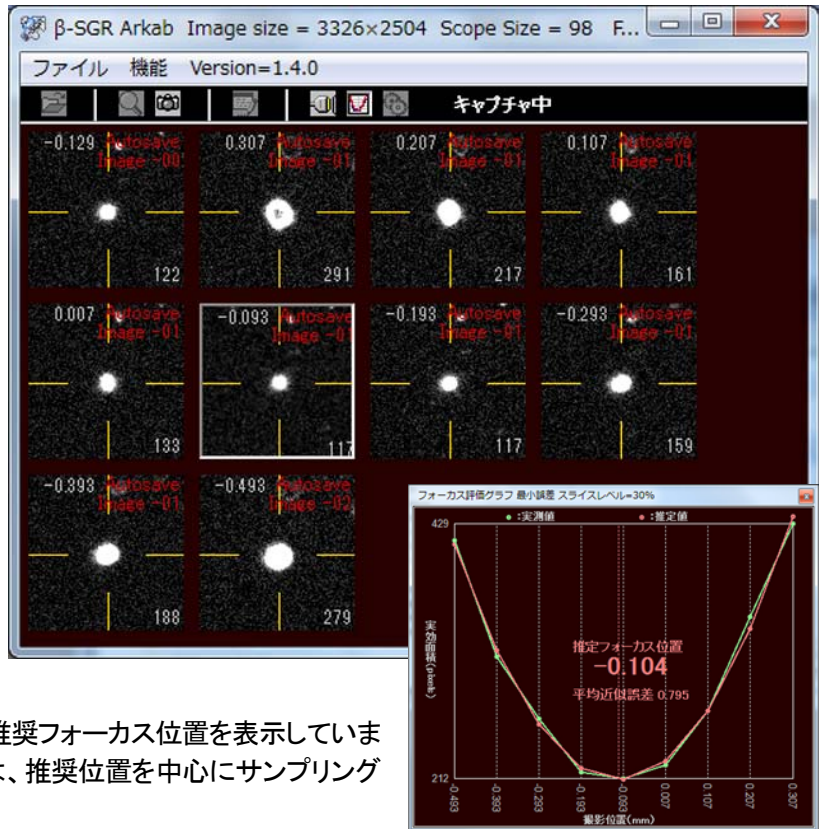 β-SGR Arkab Image size = 3326×2504 Scope Size = 98 F...
ファイル 機能 Version=1.4.0
キャプチャ中
-0.129 Autosave
Image -00
122
0.307 Autosave
Image -01
291
0.207 Autosave
Image -01
217
0.107 Autosave
Image -01
161
0.007 Autosave
Image -01
133
-0.093 Autosave
Image -01
117
-0.193 Autosave
Image -01
117
-0.293 Autosave
Image -01
159
-0.393 Autosave
Image -01
188
-0.493 Autosave
Image -02
279
フォーカス評価グラフ 最小誤差 スライスレベル=30%
:実測値 :推定値
429
実効面積(pixels)
推定フォーカス位置
-0.104
平均近似誤差 0.795
212
-0.493 -0.393 -0.293 -0.193 -0.093 0.007 0.107 0.207 0.307
撮影位置(mm)
推奨フォーカス位置を表示していま
、推奨位置を中心にサンプリング